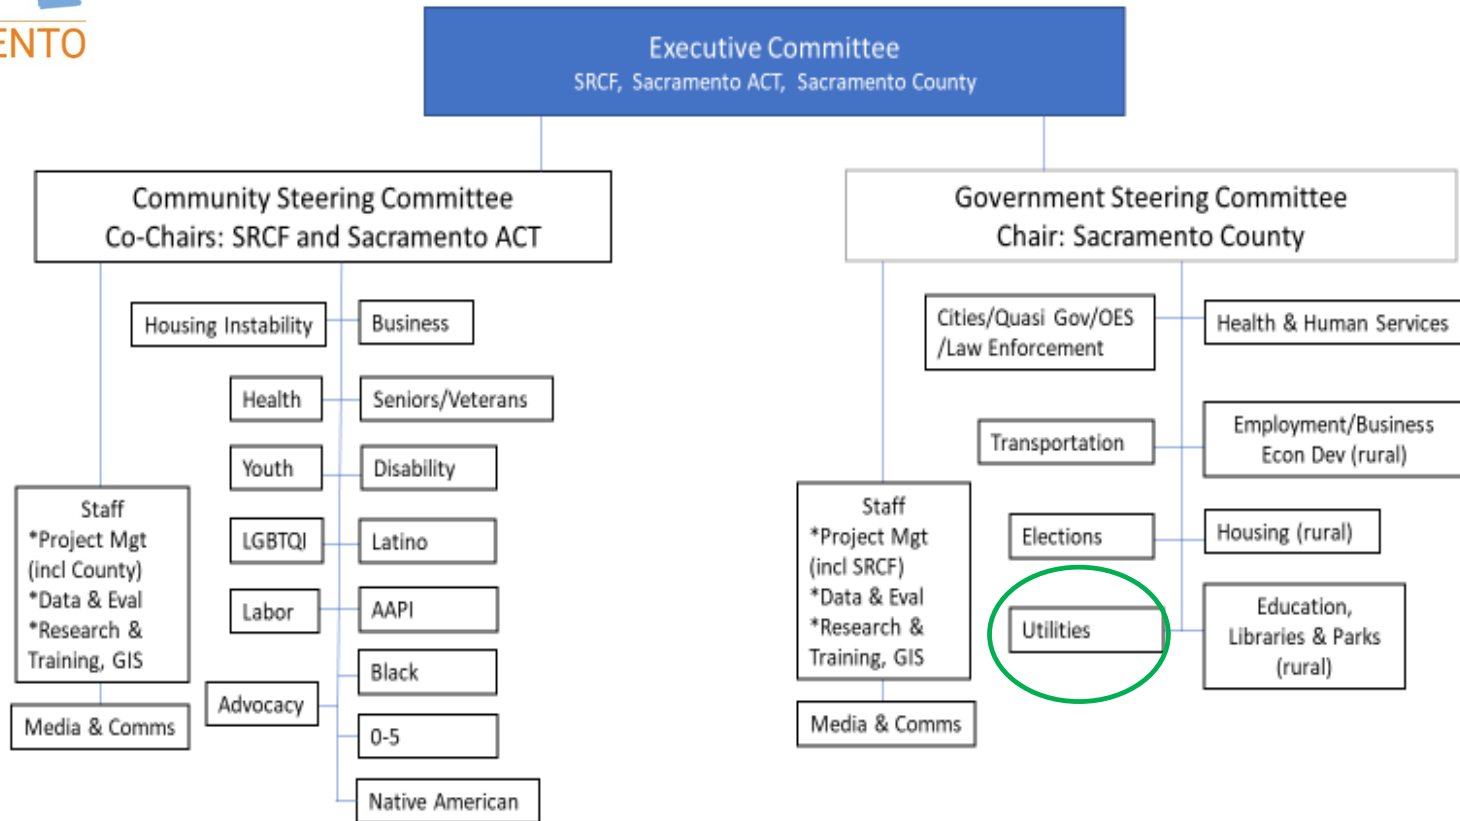 ENTO
Executive Committee
SRCF, Sacramento ACT, Sacramento County
Community Steering Committee
Co-Chairs: SRCF and Sacramento ACT
Housing Instability
Business
Health
Seniors/Veterans
Youth
Disability
LGBTQI
Latino
Labor
AAPI
Black
Advocacy
0-5
Native American
Staff
*Project Mgt
(incl County)
*Data & Eval
*Research &
Training, GIS
Media & Comms
Government Steering Committee
Chair: Sacramento County
Cities/Quasi Gov/OES
/Law Enforcement
Health & Human Services
Transportation
Employment/Business
Econ Dev (rural)
Elections
Housing (rural)
Utilities
Education,
Libraries & Parks
(rural)
Staff
*Project Mgt
(incl SRCF)
*Data & Eval
*Research &
Training, GIS
Media & Comms